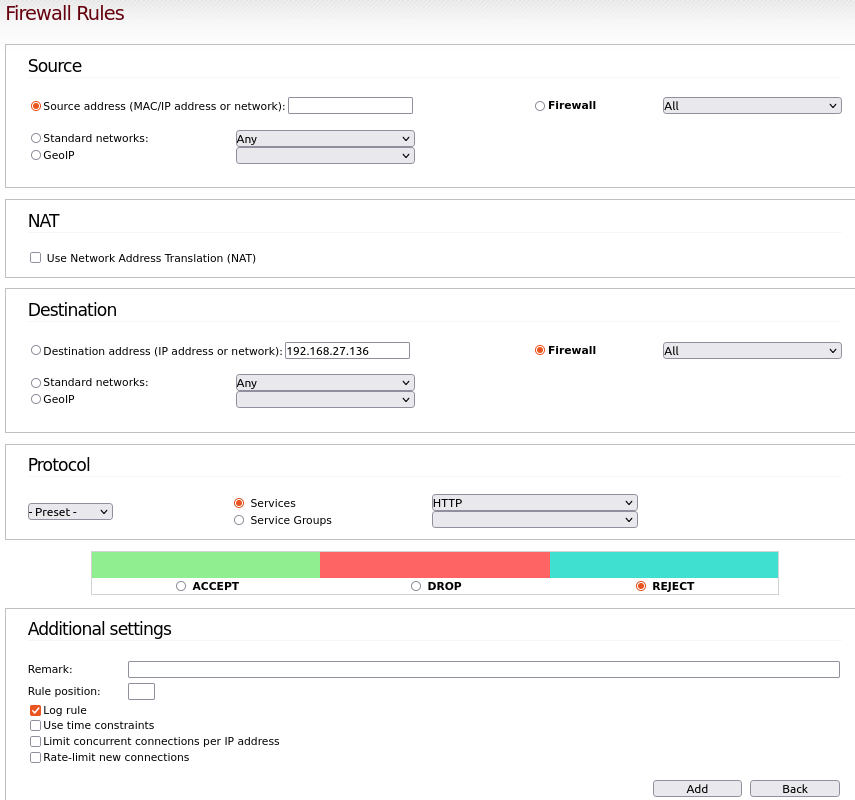 Firewall Rules
Source
Source address (MAC/IP address or network): Firewall All
Standard networks: Any
GeoIP
NAT
Use Network Address Translation (NAT)
Destination
Destination address (IP address or network): 192.168.27.136 Firewall All
Standard networks: Any
GeoIP
Protocol
- Preset - Services HTTP
Service Groups
ACCEPT DROP REJECT
Additional settings
Remark:
Rule position:
Log rule
Use time constraints
Limit concurrent connections per IP address
Rate-limit new connections
Add Back